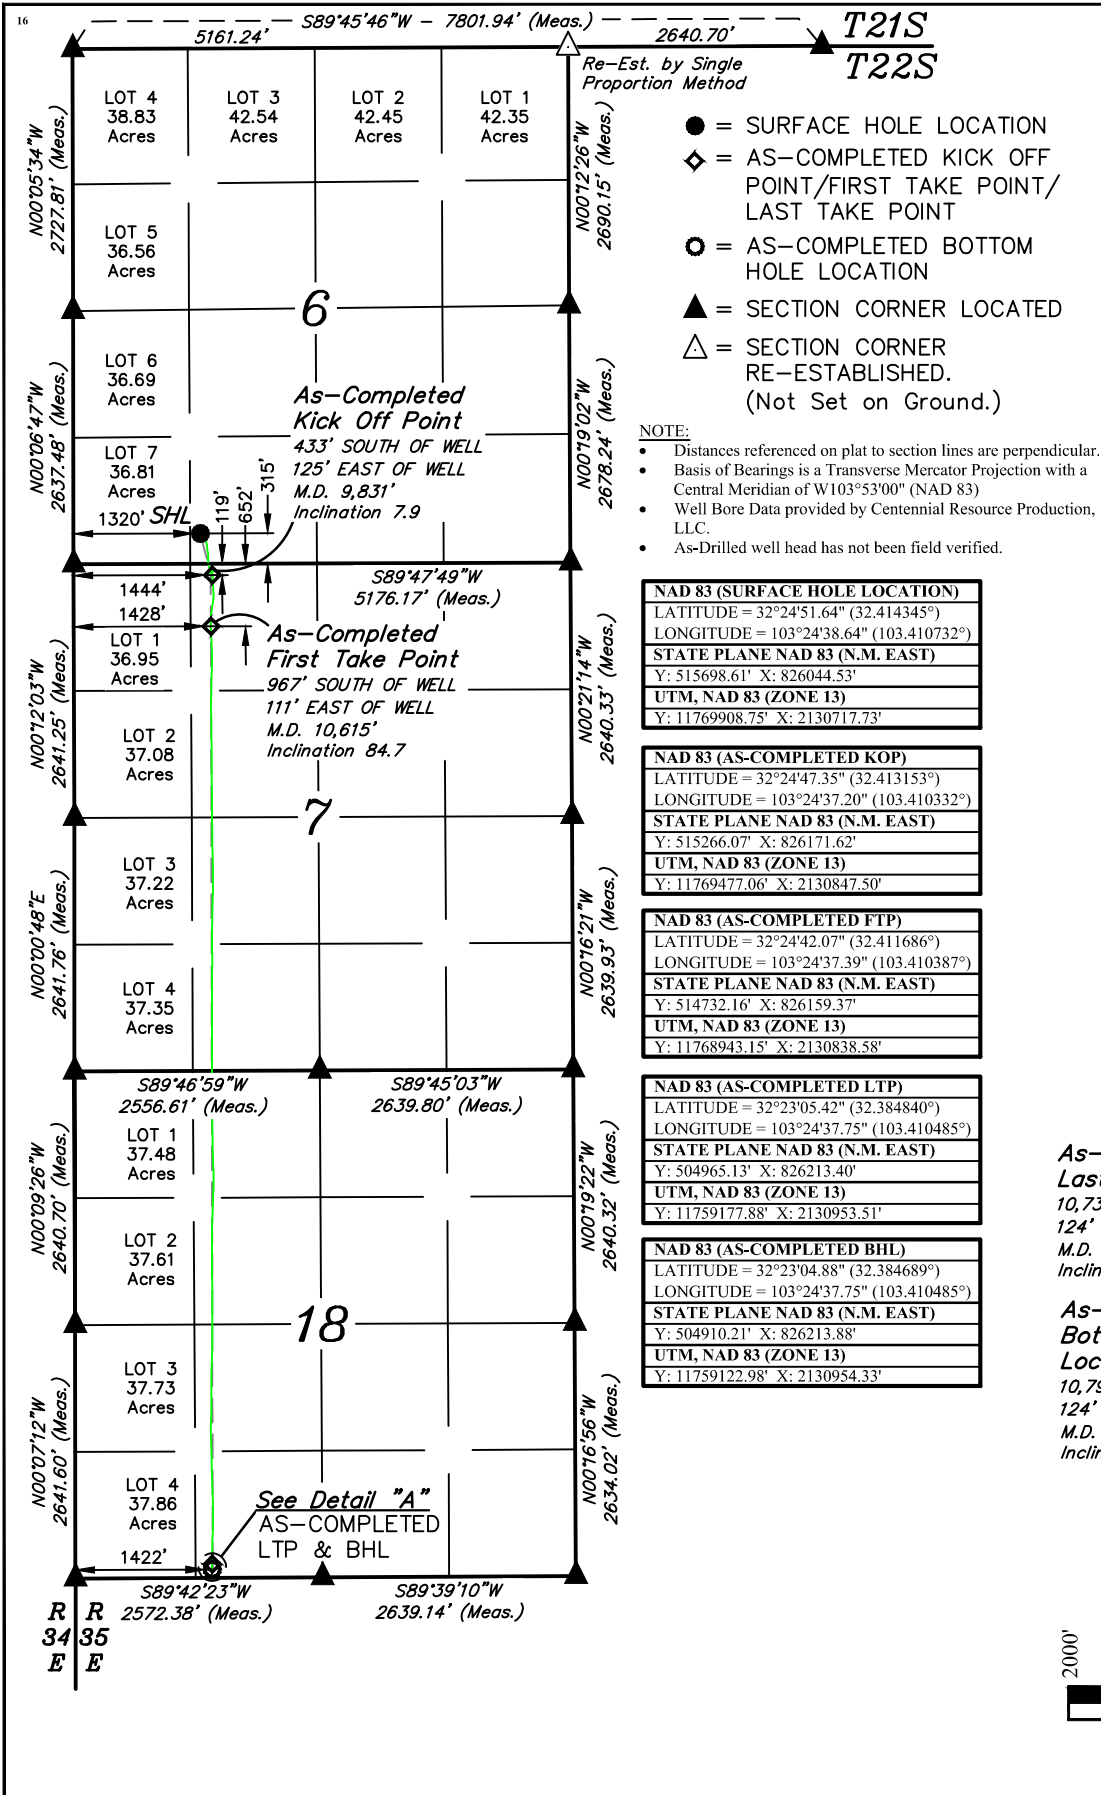 16
S89°45'46"W - 7801.94' (Meas.)
5161.24'
2640.70'
T21S
T22S
Re-Est. by Single
Proportion Method
LOT 4
38.83
Acres
LOT 3
42.54
Acres
LOT 2
42.45
Acres
LOT 1
42.35
Acres
N00°05'34"W
2727.81' (Meas.)
N00°12'26"W
2690.15' (Meas.)
LOT 5
36.56
Acres
6
LOT 6
36.69
Acres
N00°06'47"W
2637.48' (Meas.)
N00°19'02"W
2678.24' (Meas.)
LOT 7
36.81
Acres
As-Completed
Kick Off Point
433' SOUTH OF WELL
125' EAST OF WELL
M.D. 9,831'
Inclination 7.9
1320' SHL
119'
652'
315'
S89°47'49"W
5176.17' (Meas.)
1444'
1428'
LOT 1
36.95
Acres
As-Completed
First Take Point
967' SOUTH OF WELL
111' EAST OF WELL
M.D. 10,615'
Inclination 84.7
N00°12'03"W
2641.25' (Meas.)
N00°21'14"W
2640.33' (Meas.)
LOT 2
37.08
Acres
7
LOT 3
37.22
Acres
N00°00'48"E
2641.76' (Meas.)
N00°16'21"W
2639.93' (Meas.)
LOT 4
37.35
Acres
S89°46'59"W
2556.61' (Meas.)
S89°45'03"W
2639.80' (Meas.)
LOT 1
37.48
Acres
N00°09'26"W
2640.70' (Meas.)
N00°19'22"W
2640.32' (Meas.)
LOT 2
37.61
Acres
18
LOT 3
37.73
Acres
N00°07'12"W
2641.60' (Meas.)
N00°16'56"W
2634.02' (Meas.)
LOT 4
37.86
Acres
See Detail "A"
AS-COMPLETED
LTP & BHL
1422'
S89°42'23"W
2572.38' (Meas.)
S89°39'10"W
2639.14' (Meas.)
R R
34 35
E E
= SURFACE HOLE LOCATION
= AS-COMPLETED KICK OFF
POINT/FIRST TAKE POINT/
LAST TAKE POINT
= AS-COMPLETED BOTTOM
HOLE LOCATION
= SECTION CORNER LOCATED
= SECTION CORNER
RE-ESTABLISHED.
(Not Set on Ground.)
NOTE:
• Distances referenced on plat to section lines are perpendicular.
• Basis of Bearings is a Transverse Mercator Projection with a
Central Meridian of W103°53'00" (NAD 83)
• Well Bore Data provided by Centennial Resource Production,
LLC.
• As-Drilled well head has not been field verified.
NAD 83 (SURFACE HOLE LOCATION)
LATITUDE = 32°24'51.64" (32.414345°)
LONGITUDE = 103°24'38.64" (103.410732°)
STATE PLANE NAD 83 (N.M. EAST)
Y: 515698.61' X: 826044.53'
UTM, NAD 83 (ZONE 13)
Y: 11769908.75' X: 2130717.73'
NAD 83 (AS-COMPLETED KOP)
LATITUDE = 32°24'47.35" (32.413153°)
LONGITUDE = 103°24'37.20" (103.410332°)
STATE PLANE NAD 83 (N.M. EAST)
Y: 515266.07' X: 826171.62'
UTM, NAD 83 (ZONE 13)
Y: 11769477.06' X: 2130847.50'
NAD 83 (AS-COMPLETED FTP)
LATITUDE = 32°24'42.07" (32.411686°)
LONGITUDE = 103°24'37.39" (103.410387°)
STATE PLANE NAD 83 (N.M. EAST)
Y: 514732.16' X: 826159.37'
UTM, NAD 83 (ZONE 13)
Y: 11768943.15' X: 2130838.58'
NAD 83 (AS-COMPLETED LTP)
LATITUDE = 32°23'05.42" (32.384840°)
LONGITUDE = 103°24'37.75" (103.410485°)
STATE PLANE NAD 83 (N.M. EAST)
Y: 504965.13' X: 826213.40'
UTM, NAD 83 (ZONE 13)
Y: 11759177.88' X: 2130953.51'
NAD 83 (AS-COMPLETED BHL)
LATITUDE = 32°23'04.88" (32.384689°)
LONGITUDE = 103°24'37.75" (103.410485°)
STATE PLANE NAD 83 (N.M. EAST)
Y: 504910.21' X: 826213.88'
UTM, NAD 83 (ZONE 13)
Y: 11759122.98' X: 2130954.33'
As-
Las
10,73
124'
M.D.
Inclin
As-
Bot
Loc
10,79
124'
M.D.
Inclin
2000'